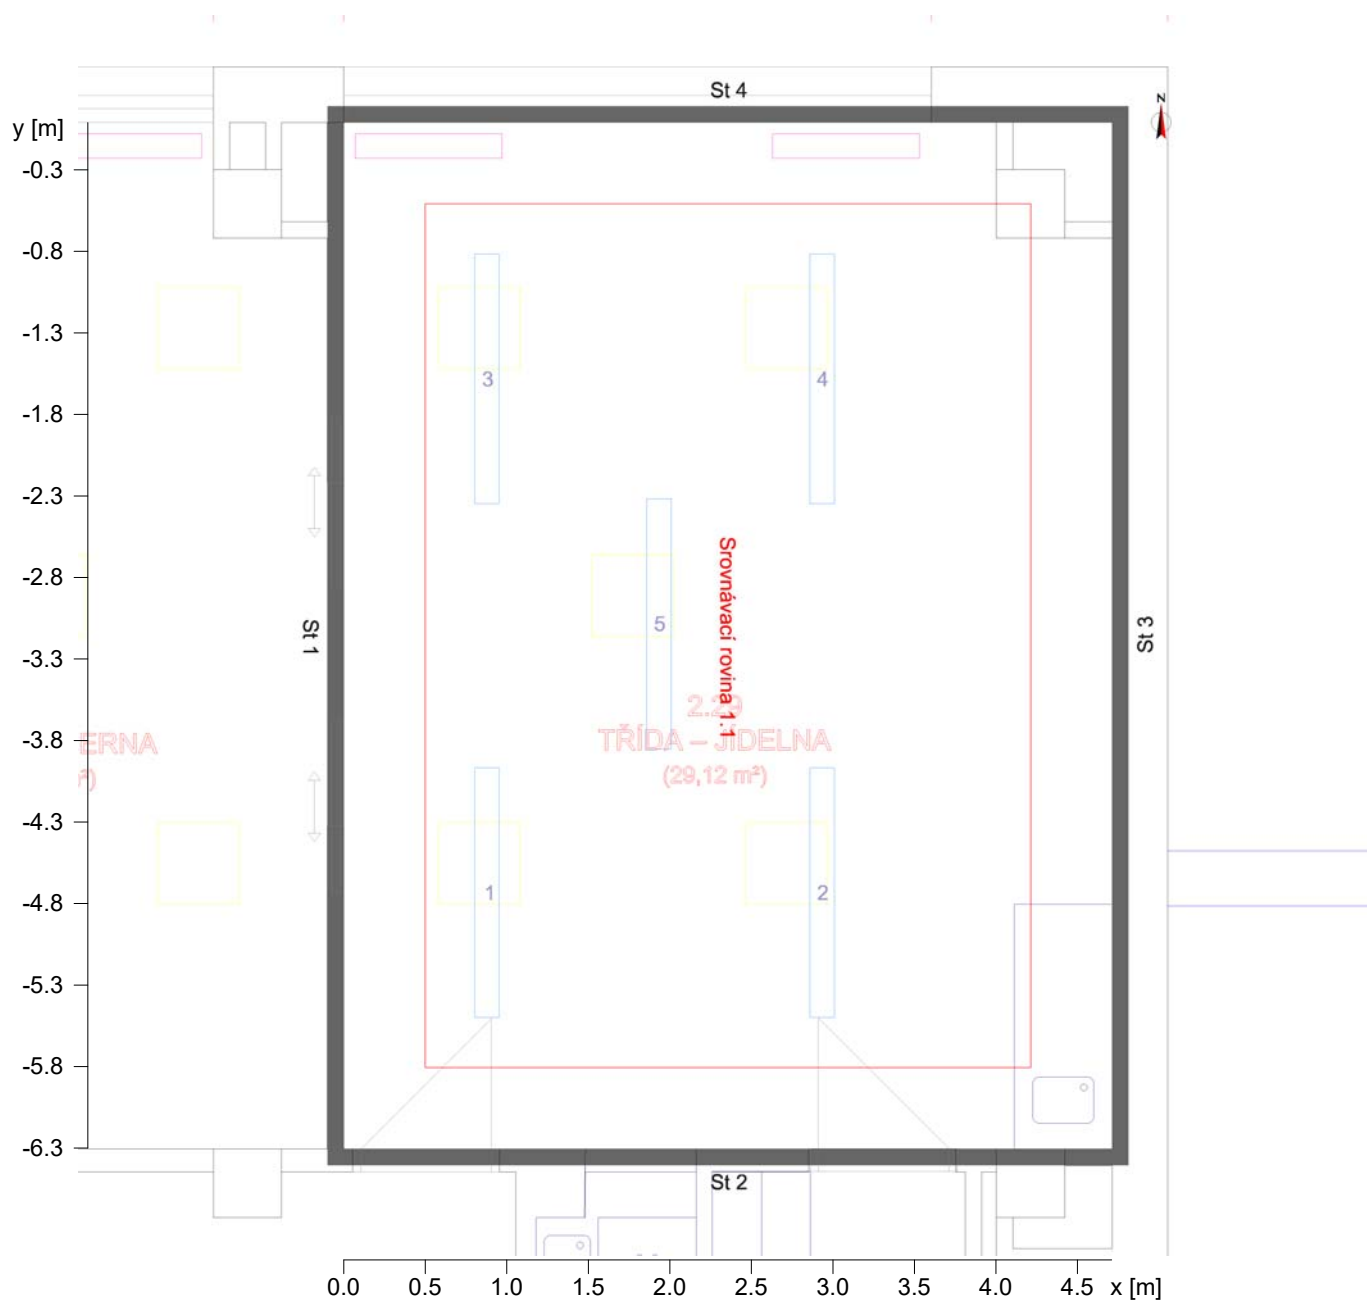 St 4
y [m]
z
-0.3
-0.8
-1.3
3
4
-1.8
-2.3
Srovnávací rovina 1.1
-2.8
5
St 1
St 3
-3.3
2.29
-3.8
ERNA
TŘÍDA – JÍDELNA
(29,12 m²)
-4.3
1
2
-4.8
-5.3
-5.8
-6.3
St 2
0.0 0.5 1.0 1.5 2.0 2.5 3.0 3.5 4.0 4.5 x [m]